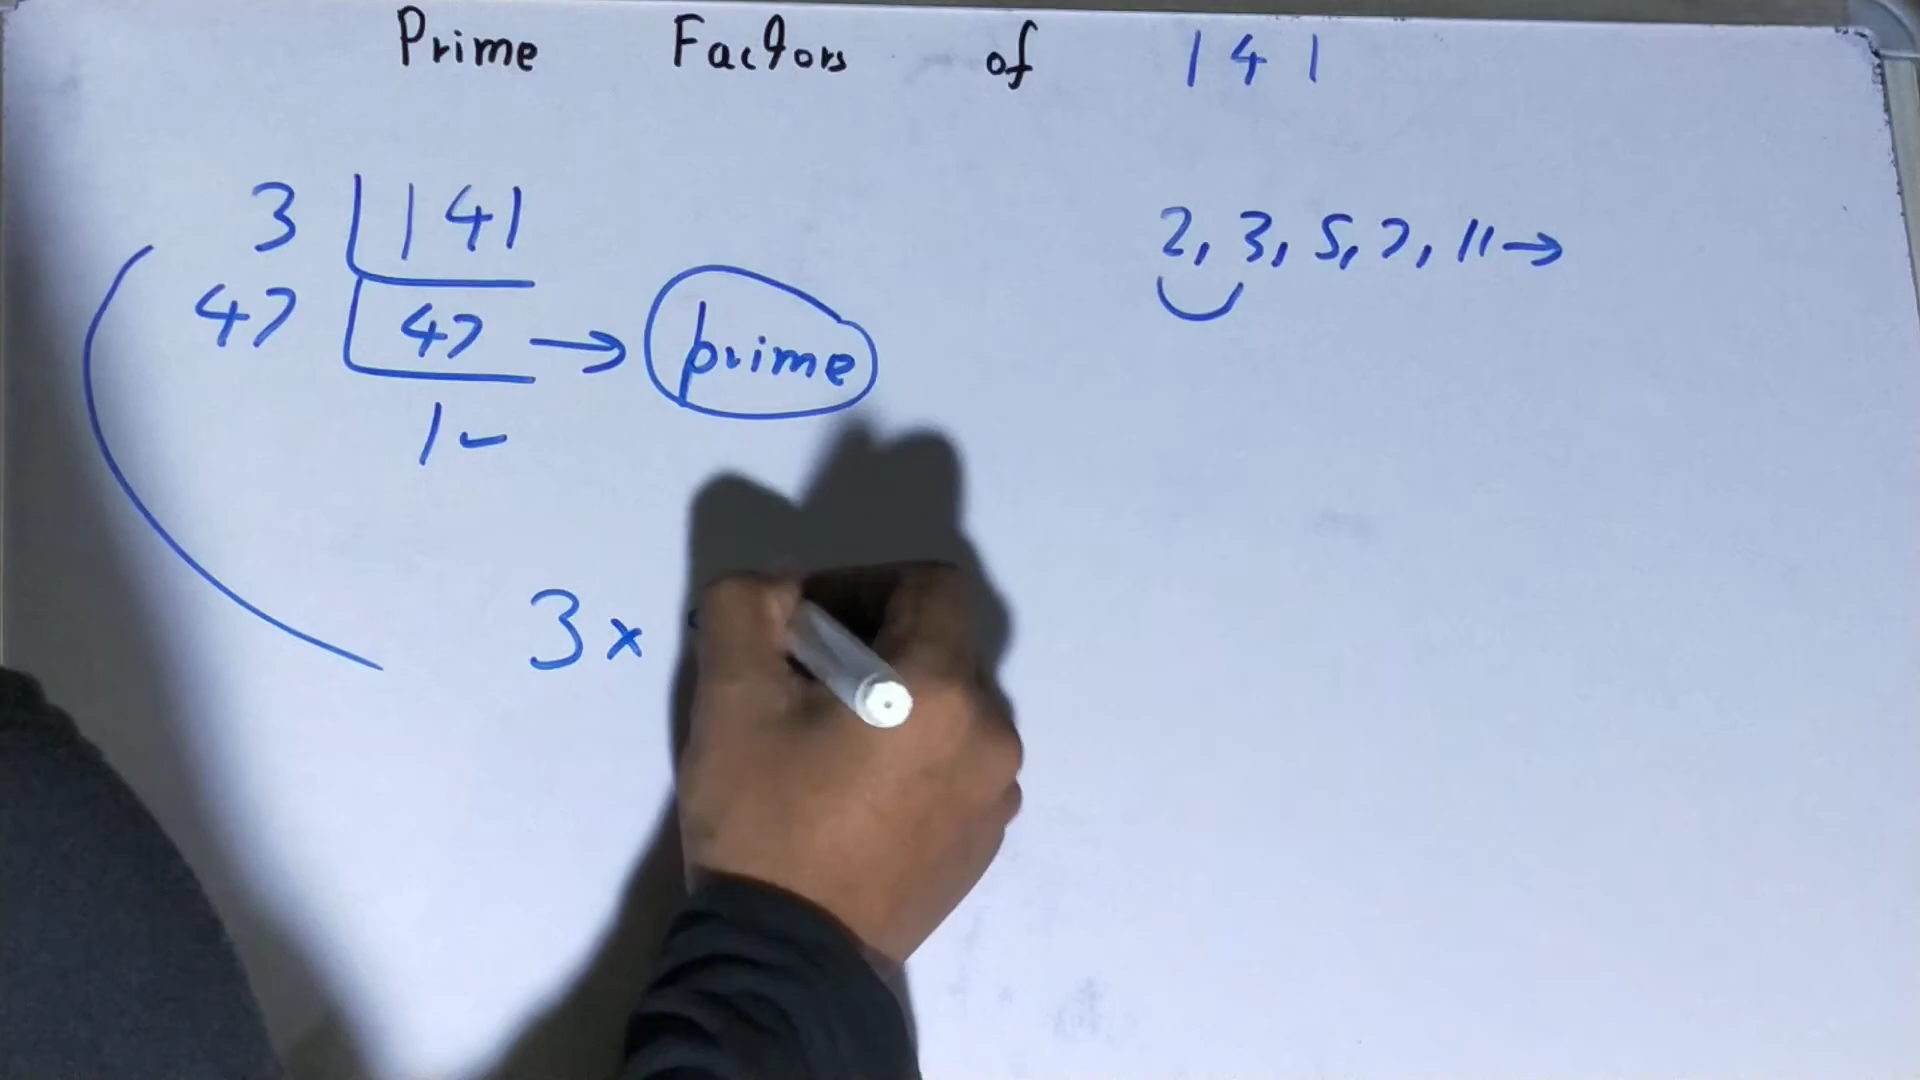 Prime Factors of 141
3 | 141
47 | 47 → prime
1
2, 3, 5, 7, 11 →
3 ×